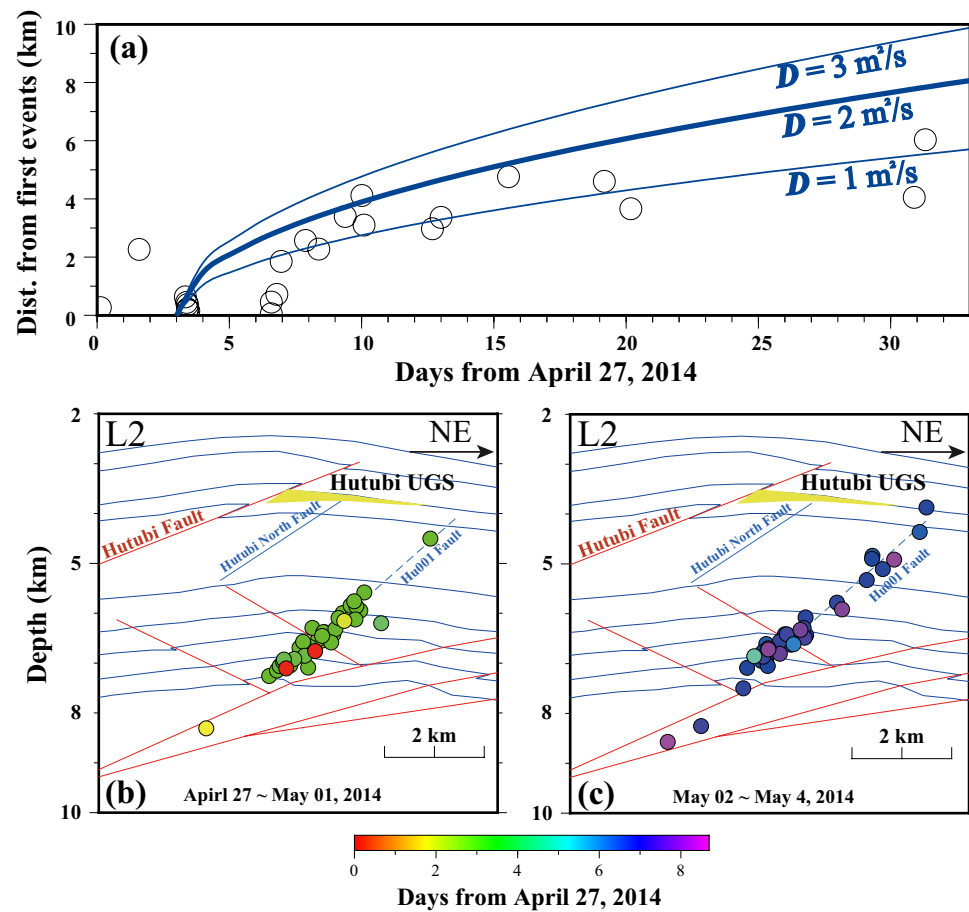 (a)
Dist. from first events (km)
10
8
6
4
2
0
D = 3 m²/s
D = 2 m²/s
D = 1 m²/s
0 5 10 15 20 25 30
Days from April 27, 2014
Depth (km)
2
5
8
10
L2
NE
Hutubi UGS
Hutubi Fault
Hutubi North Fault
Hu001 Fault
2 km
(b)
Apirl 27 ~ May 01, 2014
2
5
8
10
L2
NE
Hutubi UGS
Hutubi Fault
Hutubi North Fault
Hu001 Fault
2 km
(c)
May 02 ~ May 4, 2014
0 2 4 6 8
Days from April 27, 2014